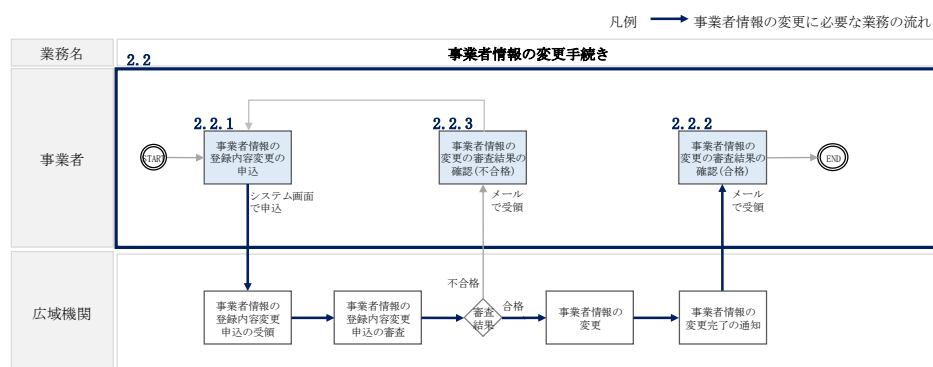 凡例
事業者情報の変更に必要な業務の流れ
業務名
2.2
事業者情報の変更手続き
事業者
START
2.2.1
事業者情報の
登録内容変更の
申込
システム画面
で申込
2.2.3
事業者情報の
変更の審査結果の
確認(不合格)
メール
で受領
2.2.2
事業者情報の
変更の審査結果の
確認(合格)
メール
で受領
END
広域機関
事業者情報の
登録内容変更
申込の受領
事業者情報の
登録内容変更
申込の審査
不合格
審査
結果
合格
事業者情報の
変更
事業者情報の
変更完了の通知